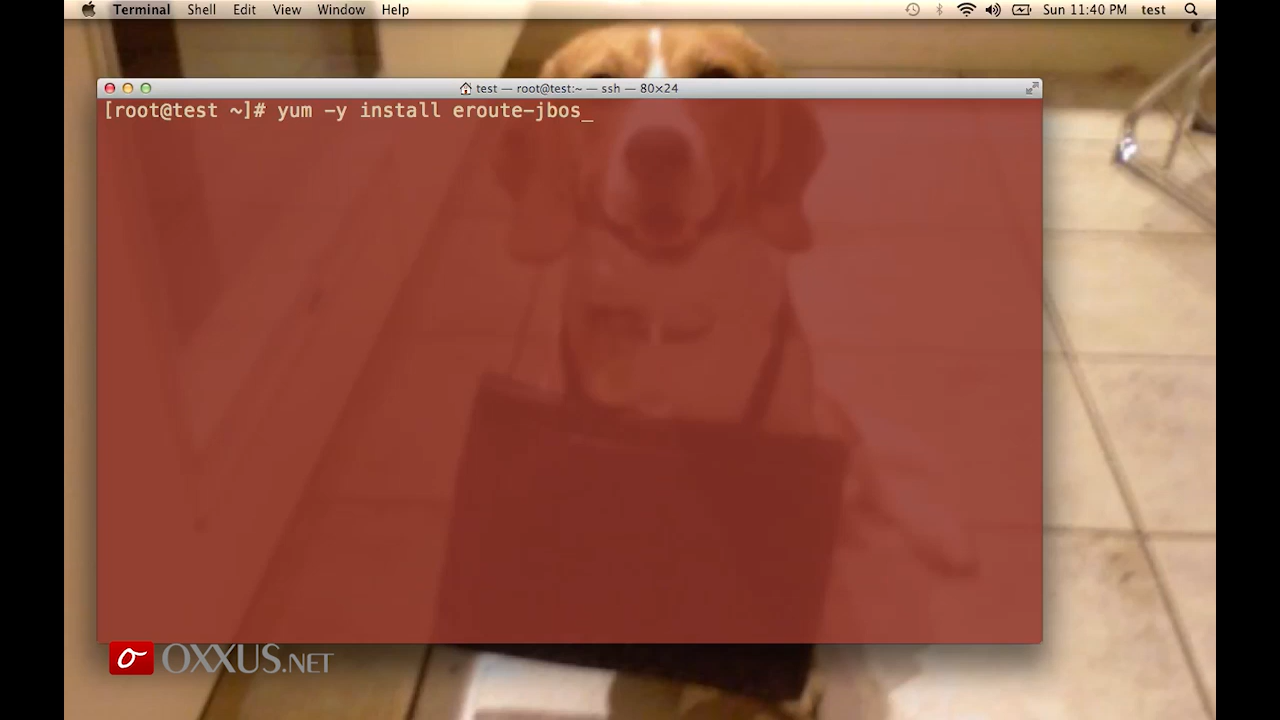 Terminal Shell Edit View Window Help Sun 11:40 PM test
test — root@test:~ — ssh — 80×24
[root@test ~]# yum -y install eroute-jbos_
OXXUS.NET